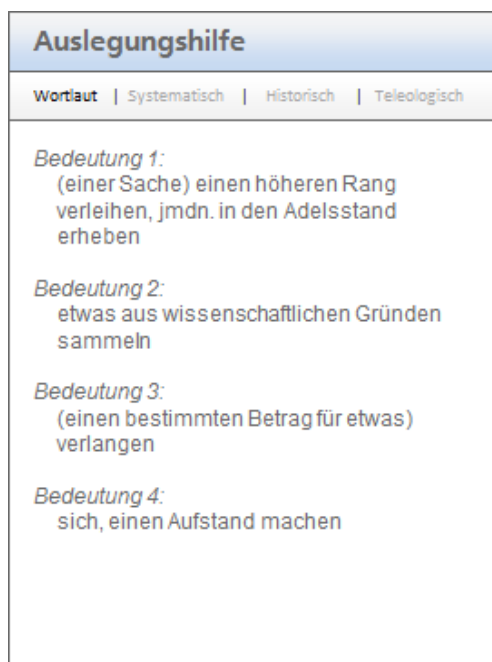 Auslegungshilfe
Wortlaut | Systematisch | Historisch | Teleologisch
Bedeutung 1:
(einer Sache) einen höheren Rang
verleihen, jmdn. in den Adelsstand
erheben
Bedeutung 2:
etwas aus wissenschaftlichen Gründen
sammeln
Bedeutung 3:
(einen bestimmten Betrag für etwas)
verlangen
Bedeutung 4:
sich, einen Aufstand machen